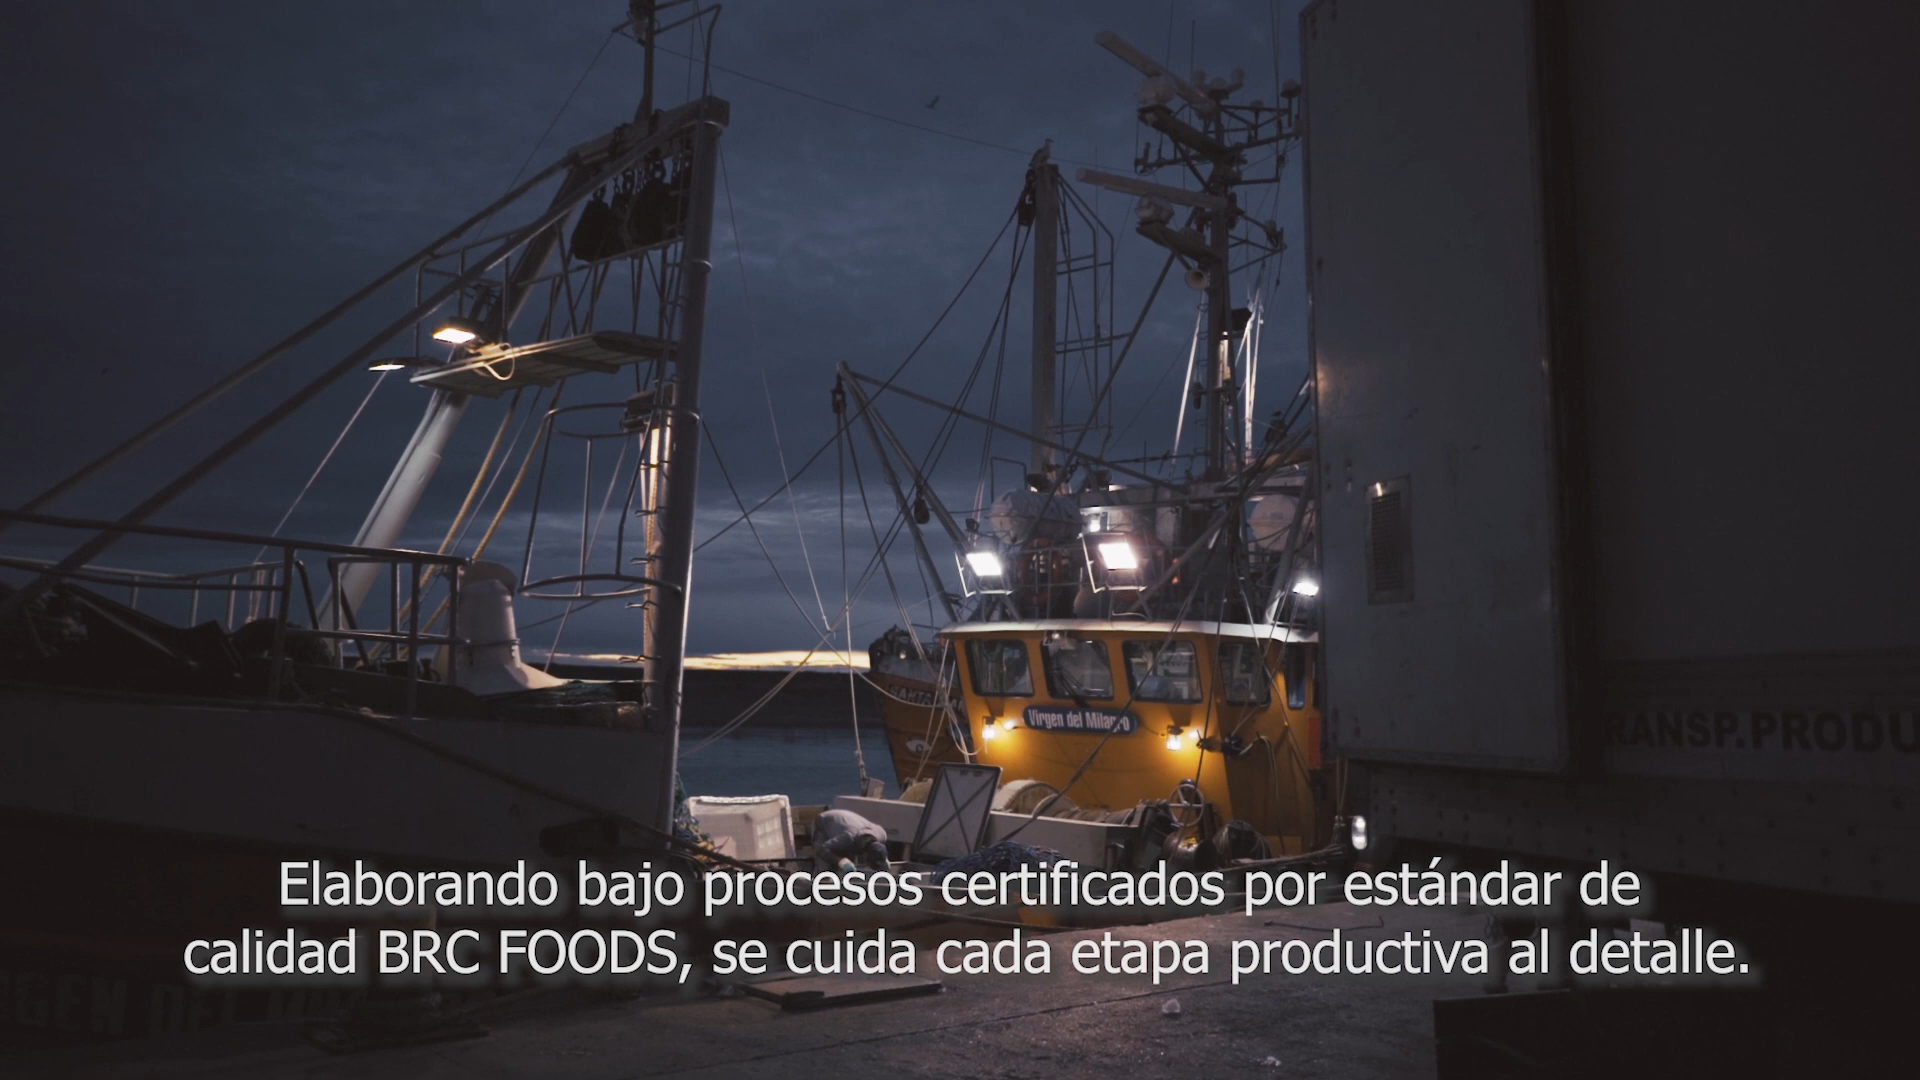 Virgen del Milagro
RANSP.PRODU
Elaborando bajo procesos certificados por estándar de
calidad BRC FOODS, se cuida cada etapa productiva al detalle.